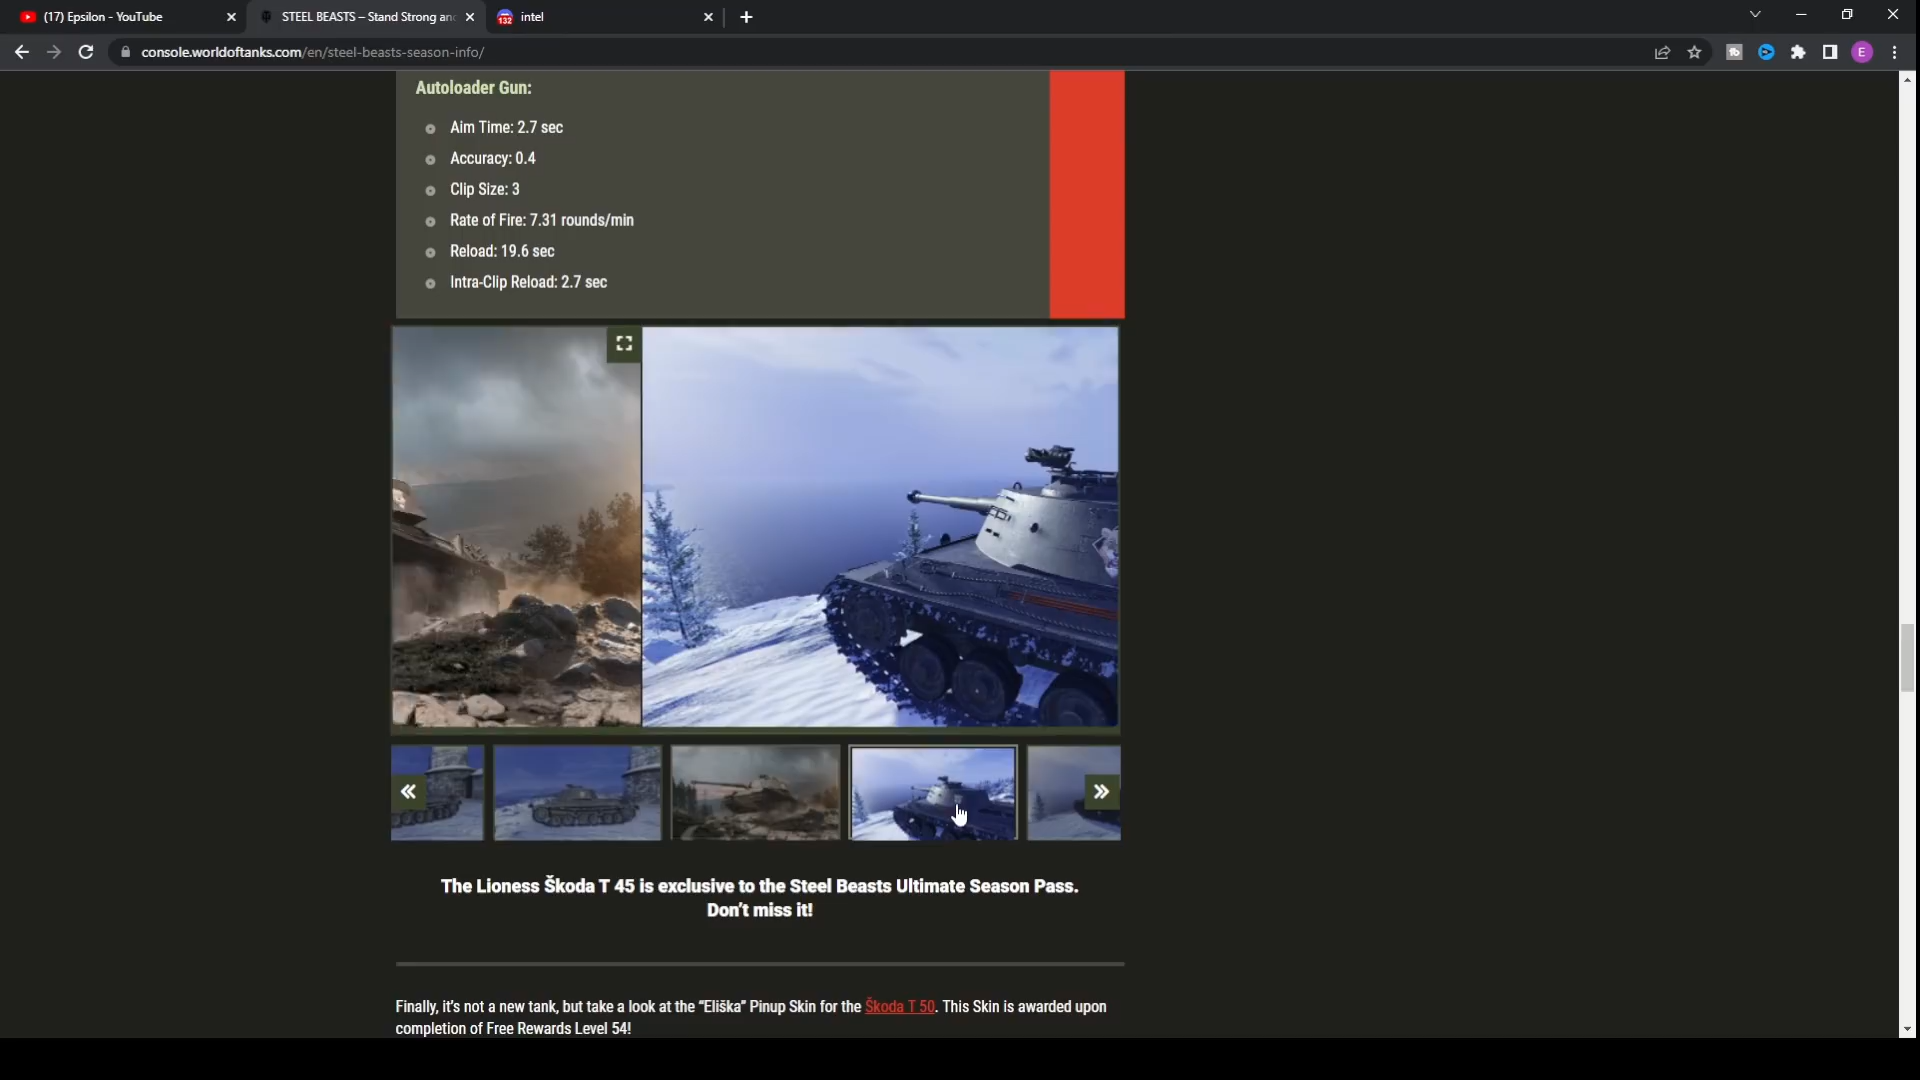 (17) Epsilon - YouTube
STEEL BEASTS – Stand Strong an
132
intel
console.worldoftanks.com/en/steel-beasts-season-info/
E
Autoloader Gun:
Aim Time: 2.7 sec
Accuracy: 0.4
Clip Size: 3
Rate of Fire: 7.31 rounds/min
Reload: 19.6 sec
Intra-Clip Reload: 2.7 sec
The Lioness Škoda T 45 is exclusive to the Steel Beasts Ultimate Season Pass.
Don't miss it!
Finally, it's not a new tank, but take a look at the "Eliška" Pinup Skin for the Škoda T 50. This Skin is awarded upon
completion of Free Rewards Level 54!